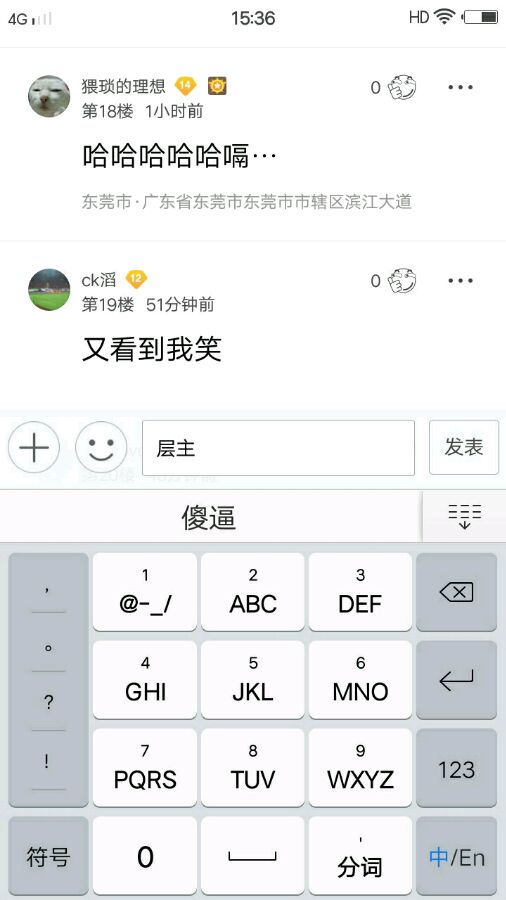 4G 15:36 HD
猥琐的理想 14
0
第18楼 1小时前
哈哈哈哈哈嗝…
东莞市·广东省东莞市东莞市市辖区滨江大道
ck滔 12
0
第19楼 51分钟前
又看到我笑
层主 发表
傻逼
, 1 2 3
@-_/ ABC DEF
。 4 5 6
GHI JKL MNO
? 7 8 9
! PQRS TUV WXYZ 123
符号 0 ' 分词 中/En